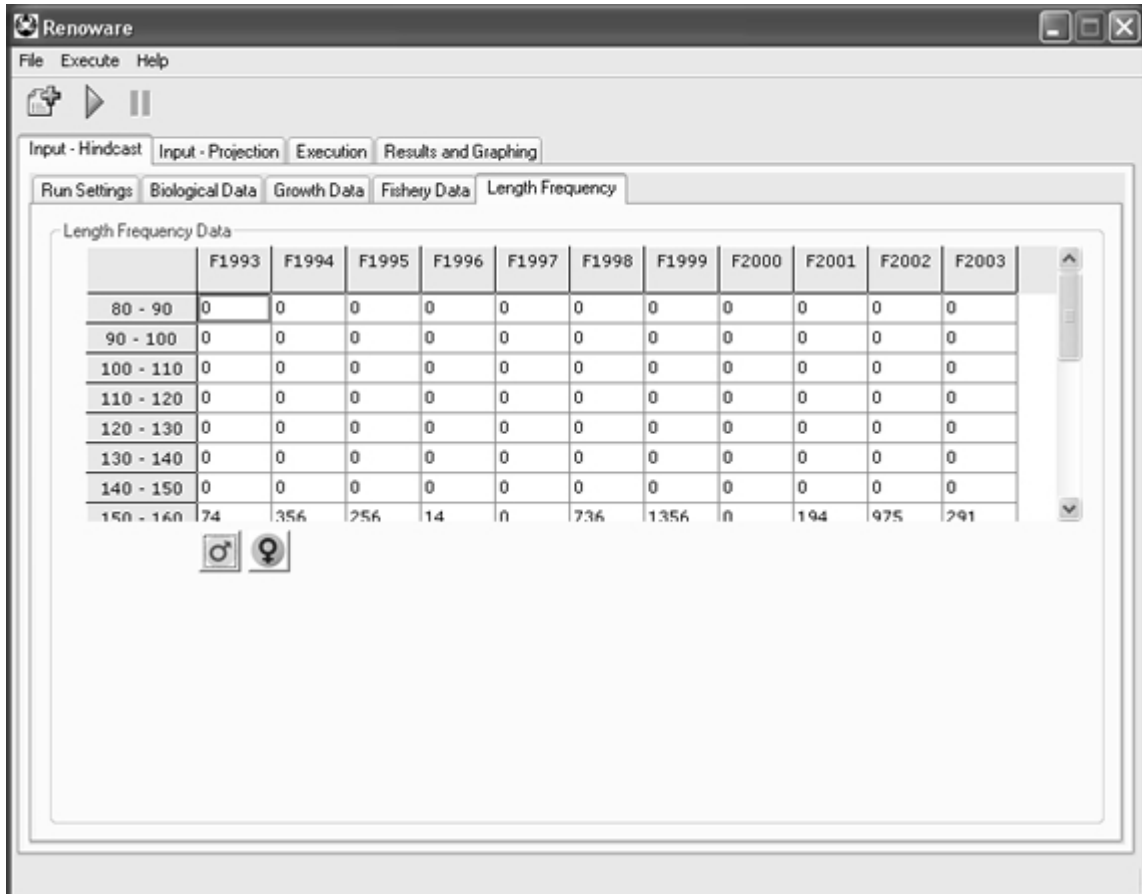 Renoware
File Execute Help
Input - Hindcast Input - Projection Execution Results and Graphing
Run Settings Biological Data Growth Data Fishery Data Length Frequency
Length Frequency Data
F1993 F1994 F1995 F1996 F1997 F1998 F1999 F2000 F2001 F2002 F2003
80 - 90 0 0 0 0 0 0 0 0 0 0 0
90 - 100 0 0 0 0 0 0 0 0 0 0 0
100 - 110 0 0 0 0 0 0 0 0 0 0 0
110 - 120 0 0 0 0 0 0 0 0 0 0 0
120 - 130 0 0 0 0 0 0 0 0 0 0 0
130 - 140 0 0 0 0 0 0 0 0 0 0 0
140 - 150 0 0 0 0 0 0 0 0 0 0 0
150 - 160 74 356 256 14 0 736 1356 0 194 975 291